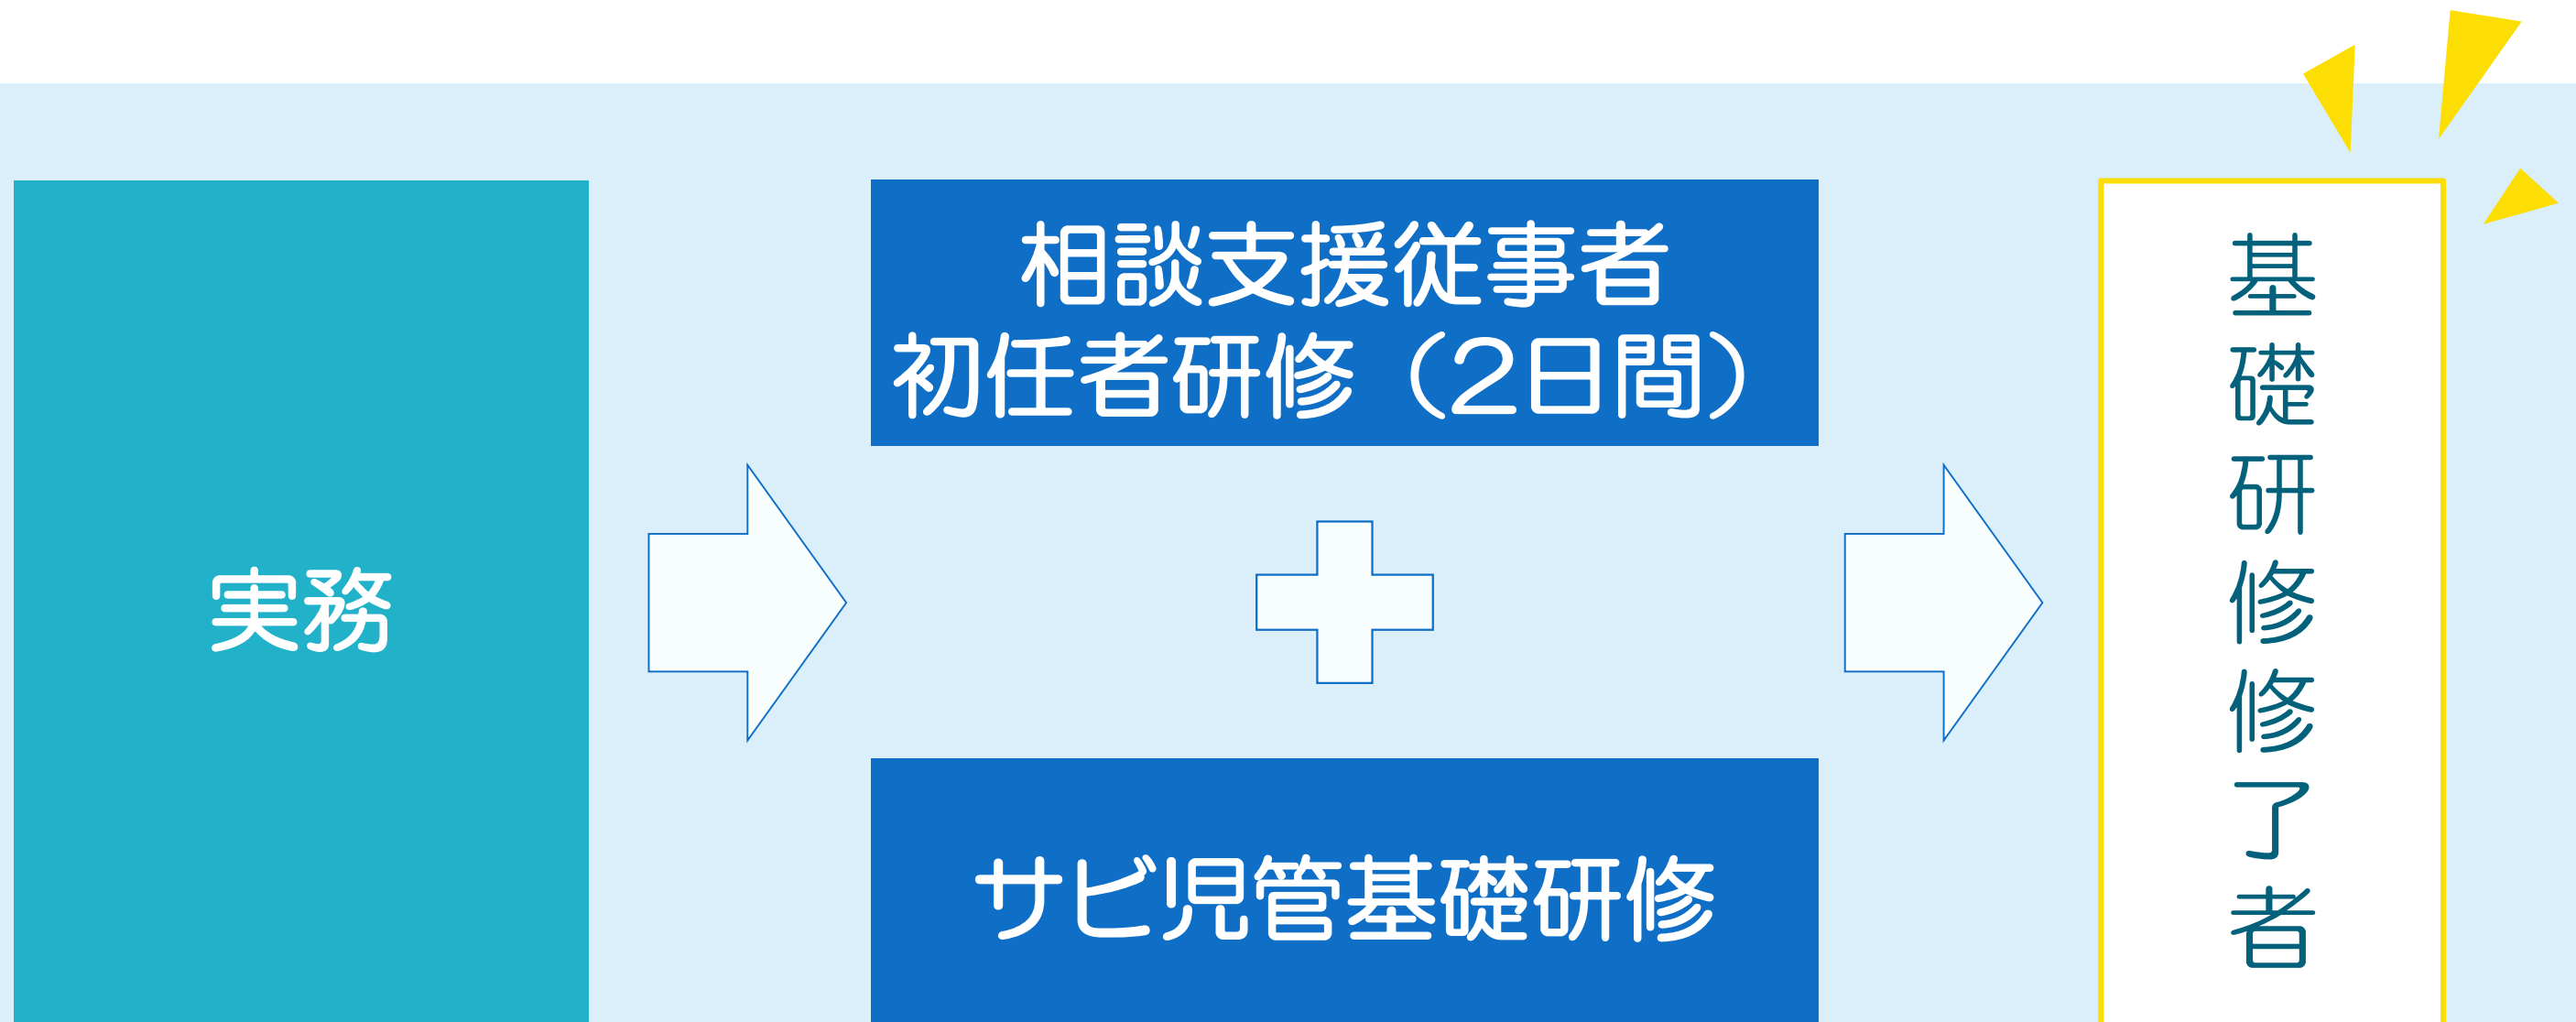 実務
相談支援従事者
初任者研修（2日間）
サビ児管基礎研修
基礎研修修了者